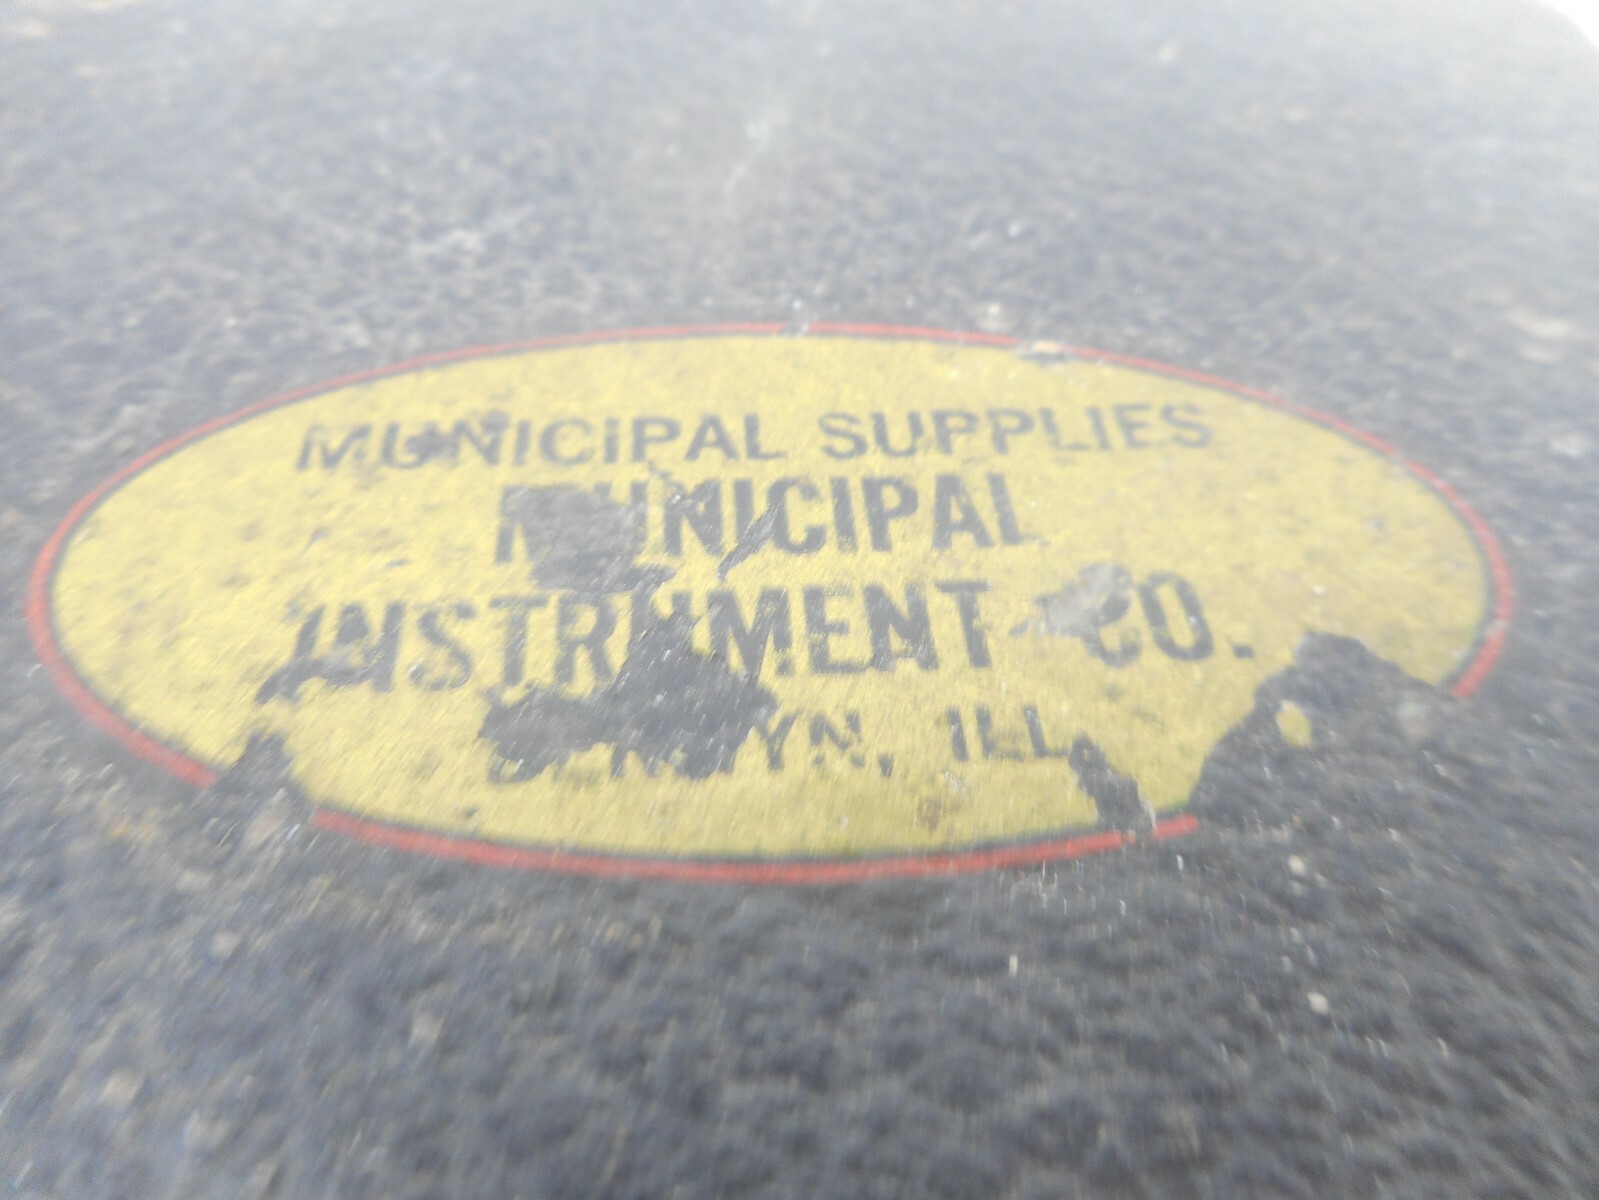 MUNICIPAL SUPPLIES
MUNICIPAL
INSTRUMENT CO.
ILL.